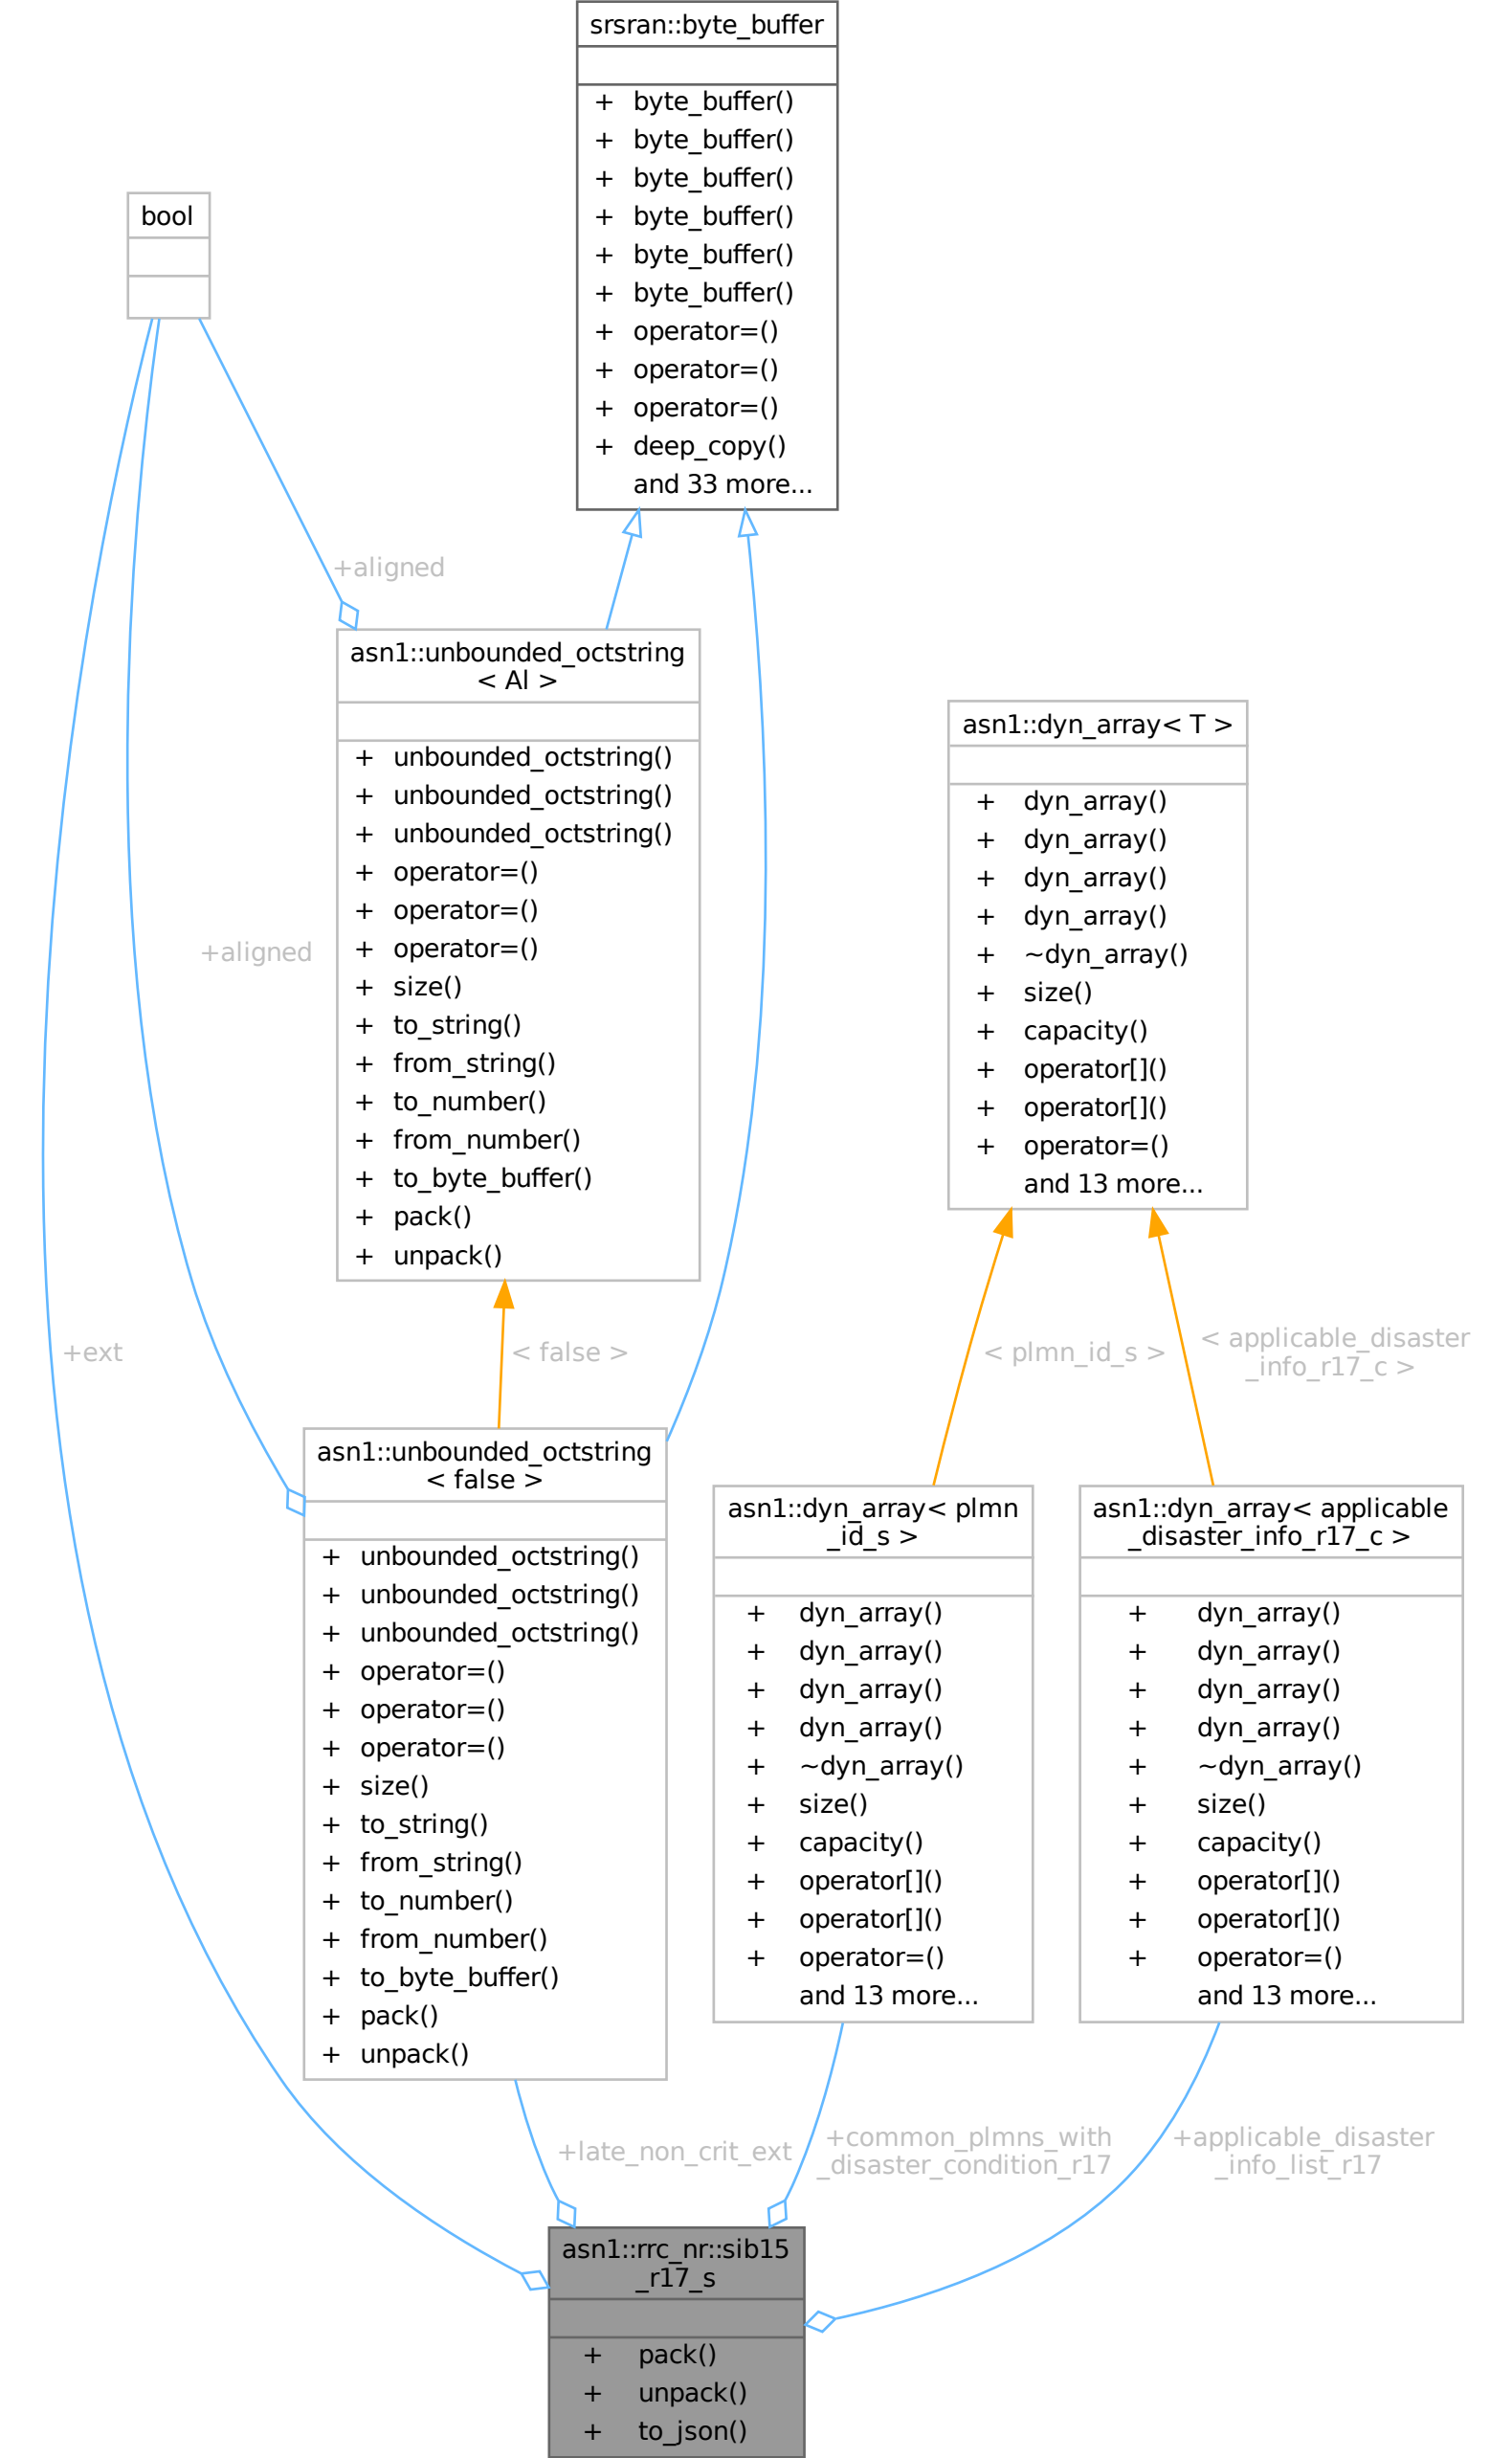 srsran::byte_buffer
+ byte_buffer()
+ byte_buffer()
+ byte_buffer()
+ byte_buffer()
+ byte_buffer()
+ byte_buffer()
+ operator=()
+ operator=()
+ operator=()
+ deep_copy()
and 33 more...
bool
+aligned
asn1::unbounded_octstring
< Al >
+ unbounded_octstring()
+ unbounded_octstring()
+ unbounded_octstring()
+ operator=()
+ operator=()
+ operator=()
+ size()
+ to_string()
+ from_string()
+ to_number()
+ from_number()
+ to_byte_buffer()
+ pack()
+ unpack()
asn1::dyn_array< T >
+ dyn_array()
+ dyn_array()
+ dyn_array()
+ dyn_array()
+ ~dyn_array()
+ size()
+ capacity()
+ operator[]()
+ operator[]()
+ operator=()
and 13 more...
+aligned
+ext
< false >
< plmn_id_s >
< applicable_disaster
_info_r17_c >
asn1::unbounded_octstring
< false >
+ unbounded_octstring()
+ unbounded_octstring()
+ unbounded_octstring()
+ operator=()
+ operator=()
+ operator=()
+ size()
+ to_string()
+ from_string()
+ to_number()
+ from_number()
+ to_byte_buffer()
+ pack()
+ unpack()
asn1::dyn_array< plmn
_id_s >
+ dyn_array()
+ dyn_array()
+ dyn_array()
+ dyn_array()
+ ~dyn_array()
+ size()
+ capacity()
+ operator[]()
+ operator[]()
+ operator=()
and 13 more...
asn1::dyn_array< applicable
_disaster_info_r17_c >
+ dyn_array()
+ dyn_array()
+ dyn_array()
+ dyn_array()
+ ~dyn_array()
+ size()
+ capacity()
+ operator[]()
+ operator[]()
+ operator=()
and 13 more...
+late_non_crit_ext
+common_plmns_with
_disaster_condition_r17
+applicable_disaster
_info_list_r17
asn1::rrc_nr::sib15
_r17_s
+ pack()
+ unpack()
+ to_json()